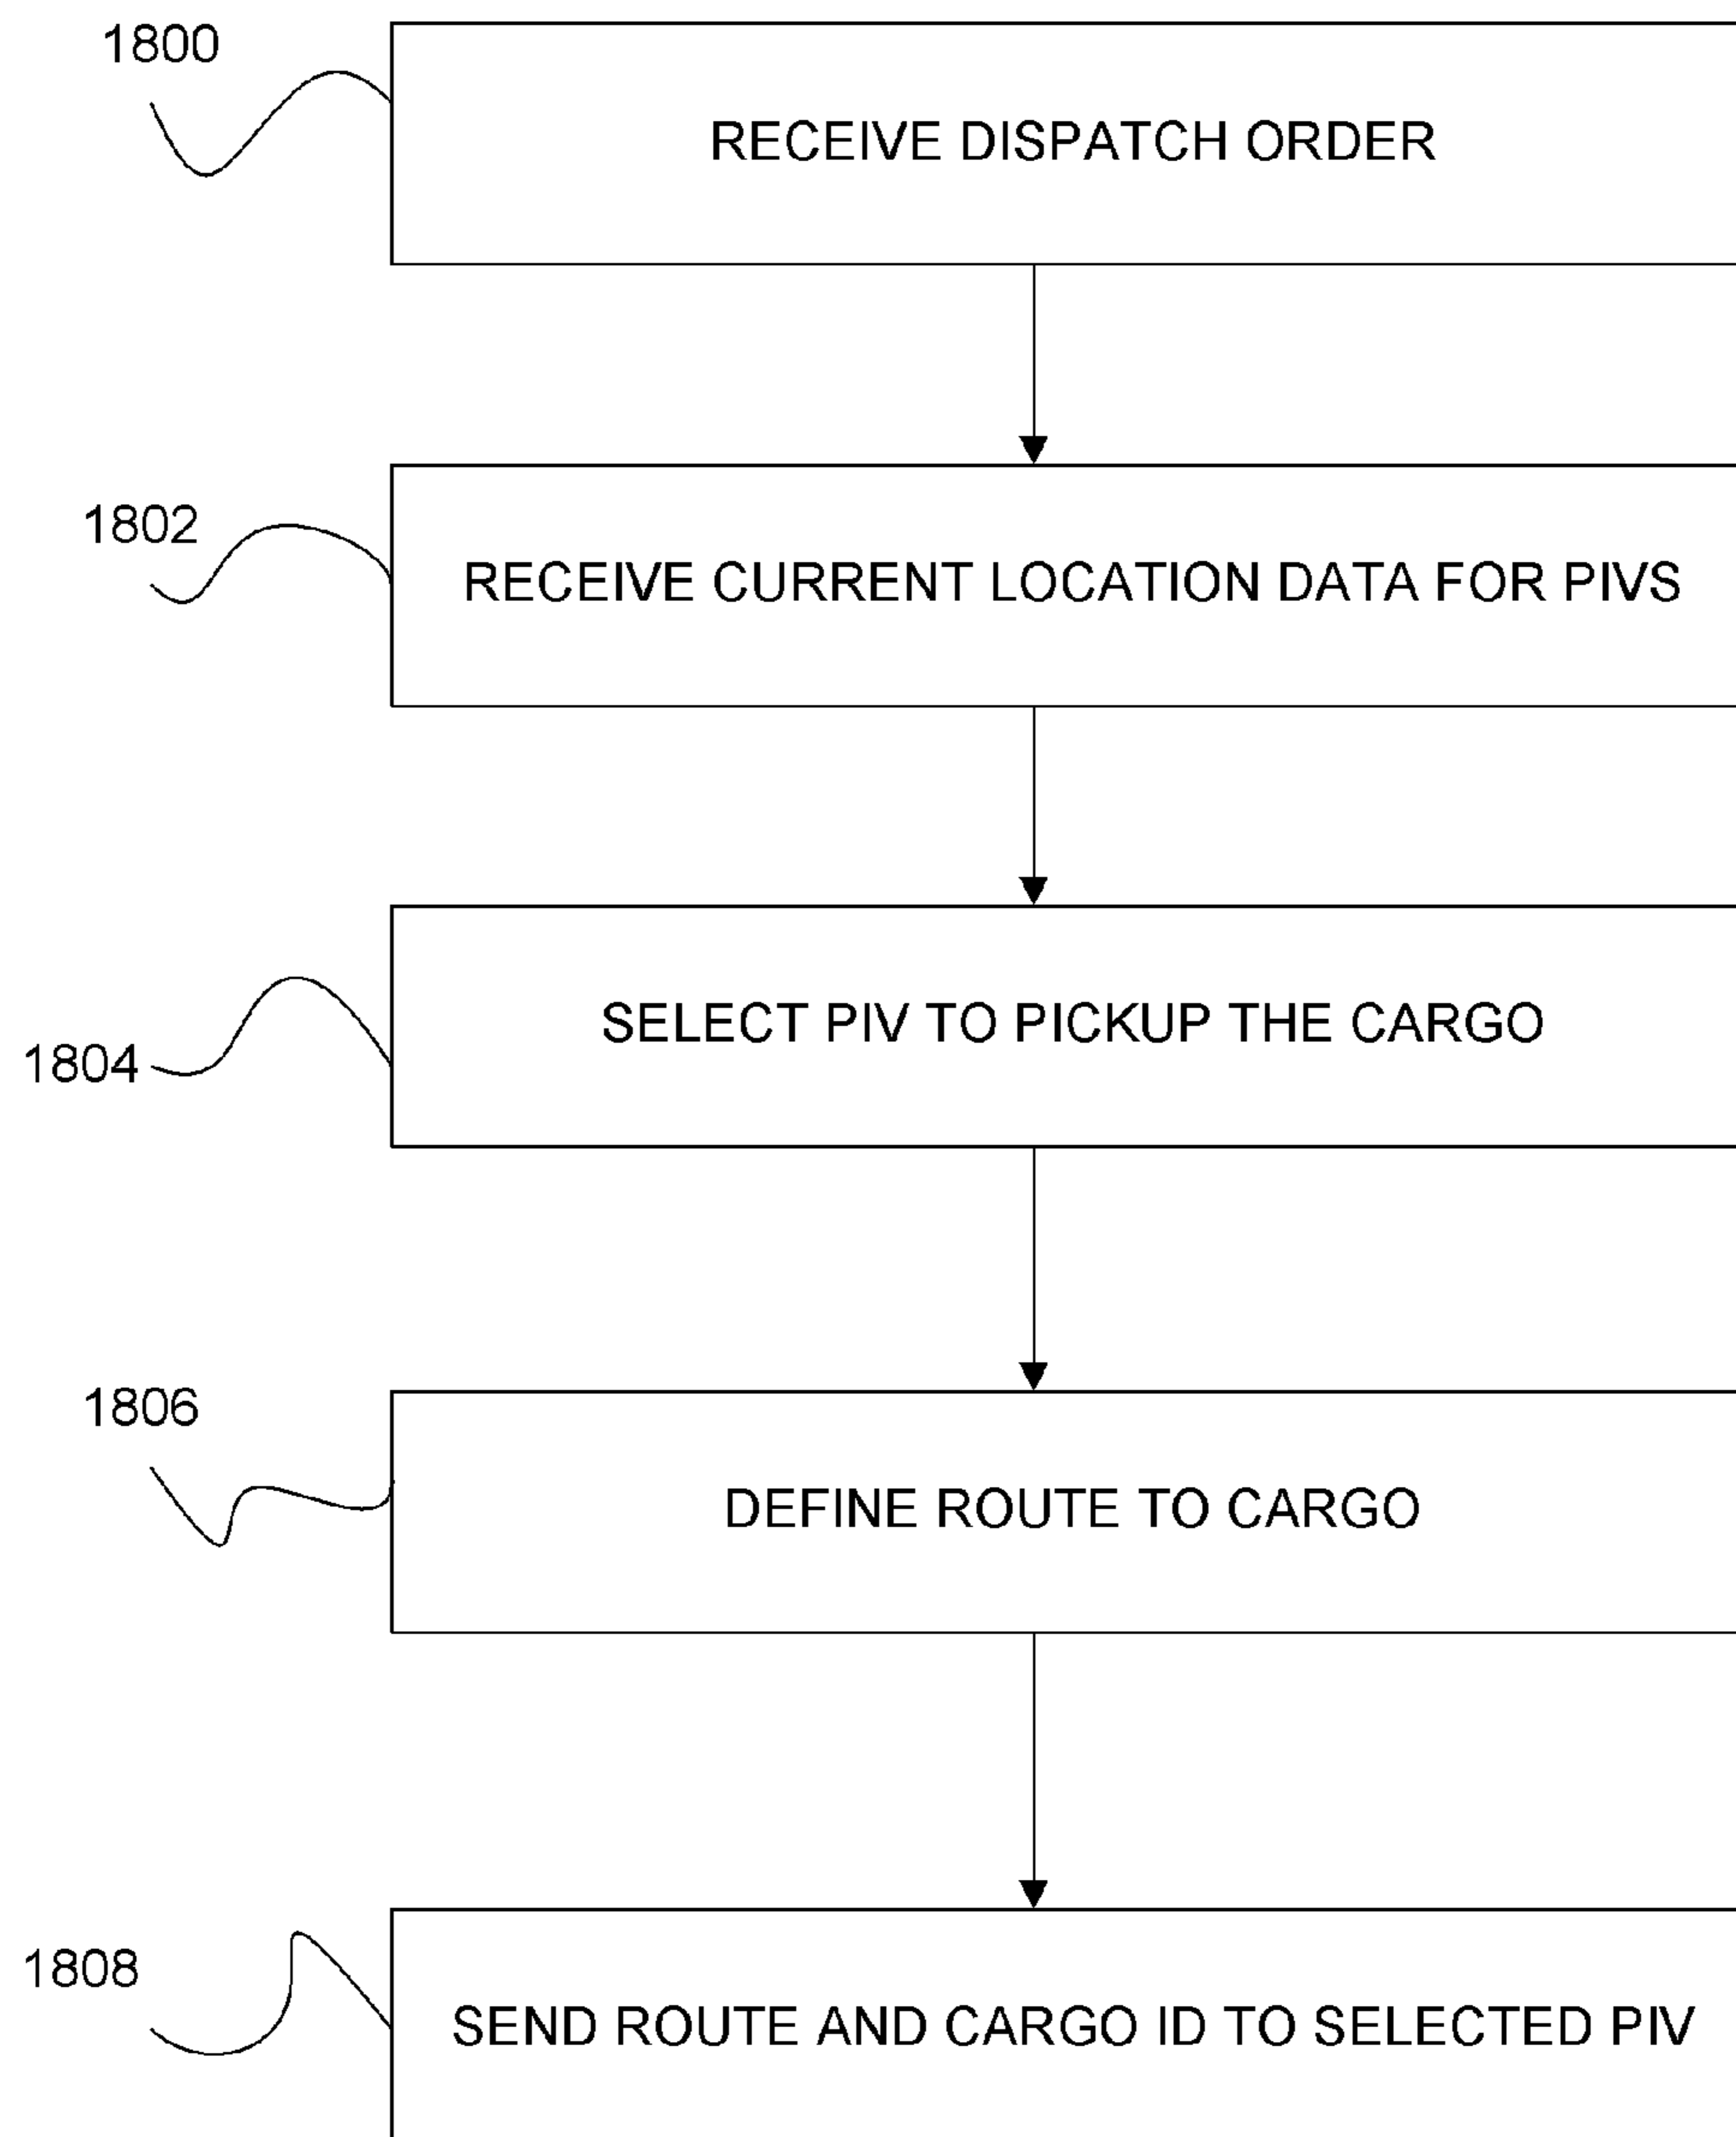 1800
RECEIVE DISPATCH ORDER
1802
RECEIVE CURRENT LOCATION DATA FOR PIVS
SELECT PIV TO PICKUP THE CARGO
1804
1806
DEFINE ROUTE TO CARGO
1808
SEND ROUTE AND CARGO ID TO SELECTED PIV